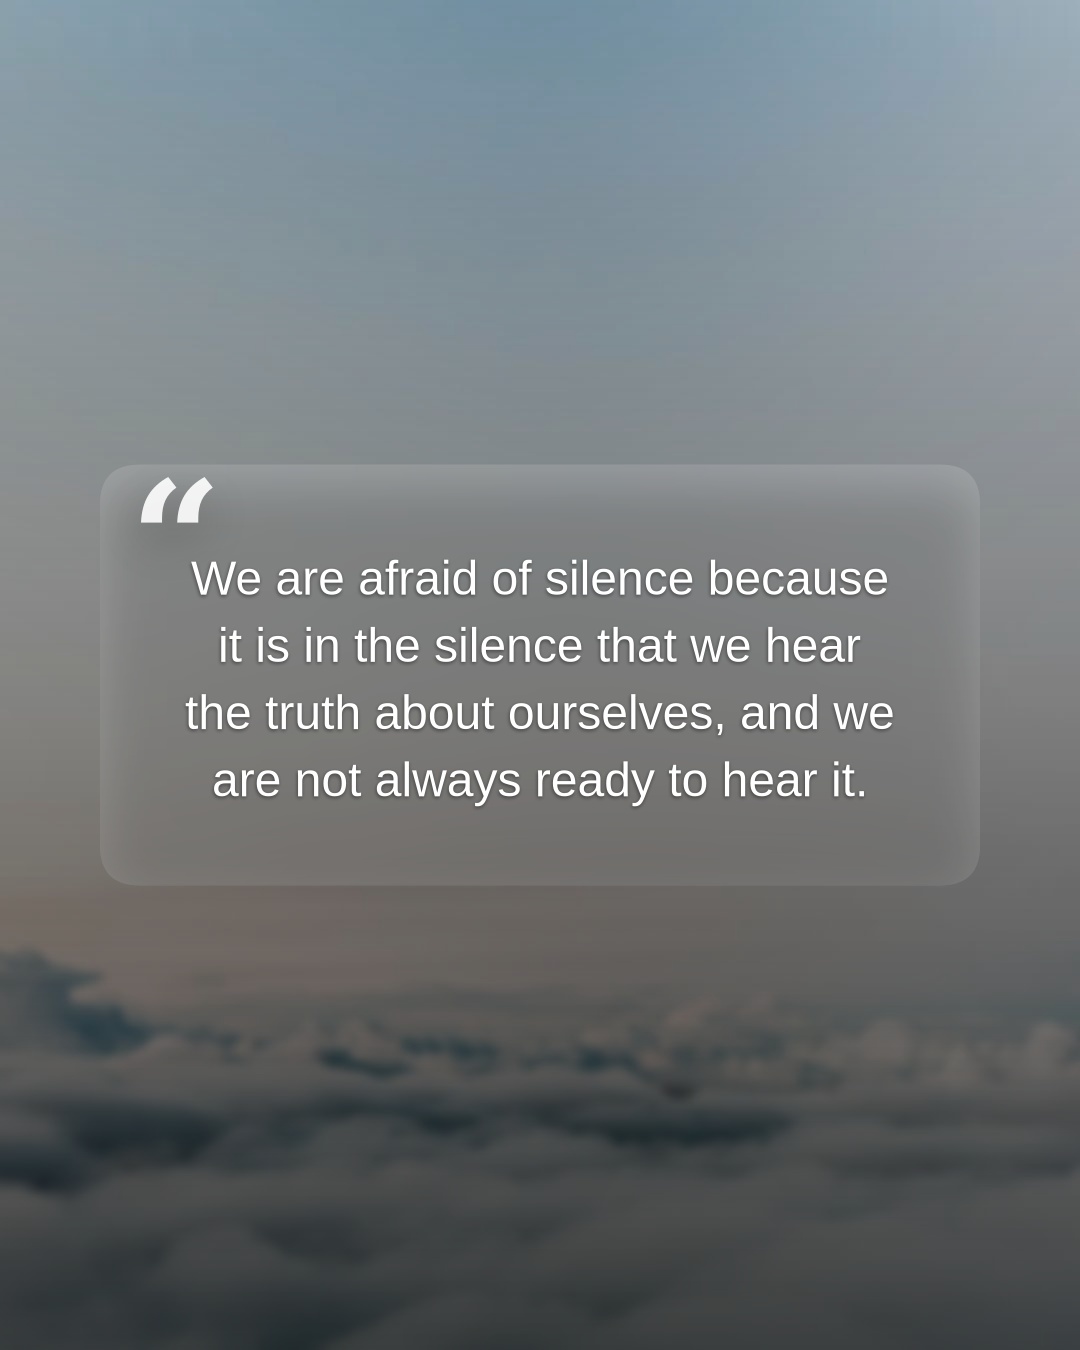 “
We are afraid of silence because
it is in the silence that we hear
the truth about ourselves, and we
are not always ready to hear it.